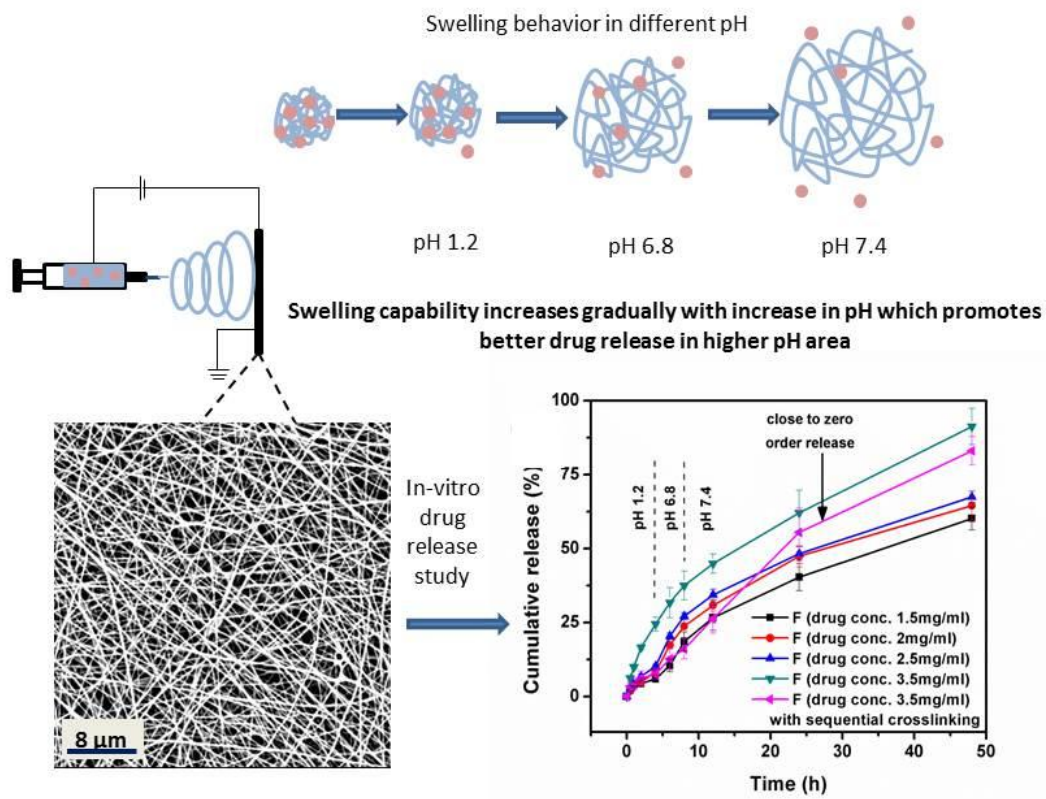 Swelling behavior in different pH
pH 1.2
pH 6.8
pH 7.4
Swelling capability increases gradually with increase in pH which promotes
better drug release in higher pH area
8 µm
In-vitro
drug
release
study
Cumulative release (%)
100
75
50
25
0
pH 1.2
pH 6.8
pH 7.4
close to zero
order release
F (drug conc. 1.5mg/ml)
F (drug conc. 2mg/ml)
F (drug conc. 2.5mg/ml)
F (drug conc. 3.5mg/ml)
F (drug conc. 3.5mg/ml)
with sequential crosslinking
0 10 20 30 40 50
Time (h)